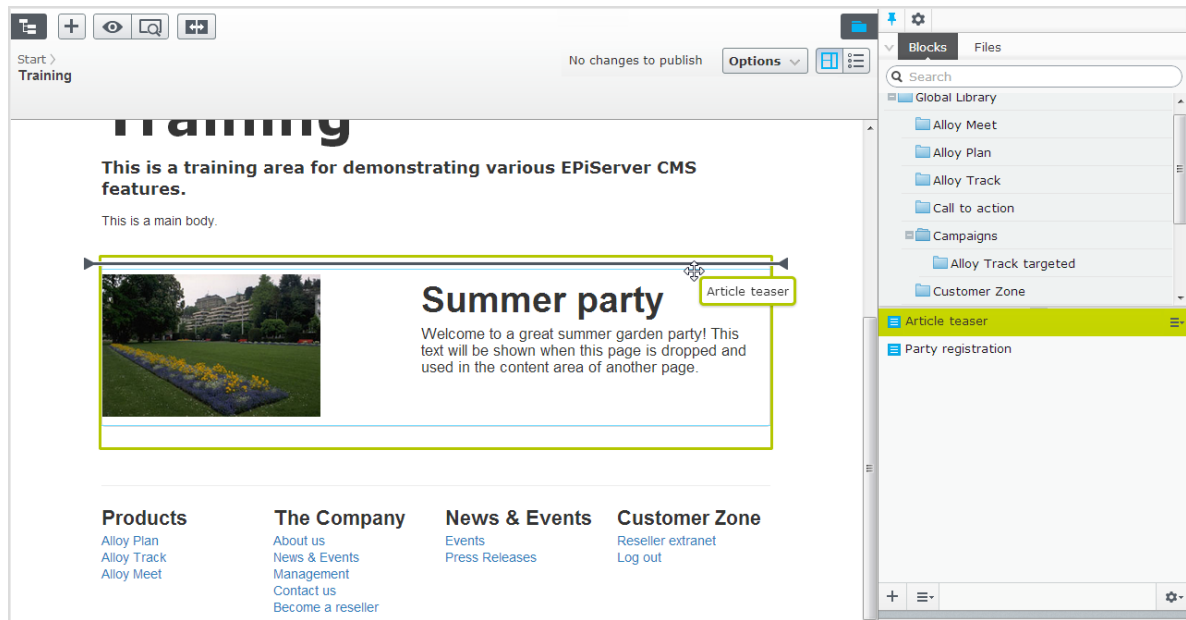 Start >
Training
No changes to publish
Options
Training
This is a training area for demonstrating various EPiServer CMS
features.
This is a main body.
Article teaser
Summer party
Welcome to a great summer garden party! This
text will be shown when this page is dropped and
used in the content area of another page.
Products
Alloy Plan
Alloy Track
Alloy Meet
The Company
About us
News & Events
Management
Contact us
Become a reseller
News & Events
Events
Press Releases
Customer Zone
Reseller extranet
Log out
Blocks
Files
Search
Global Library
Alloy Meet
Alloy Plan
Alloy Track
Call to action
Campaigns
Alloy Track targeted
Customer Zone
Article teaser
Party registration